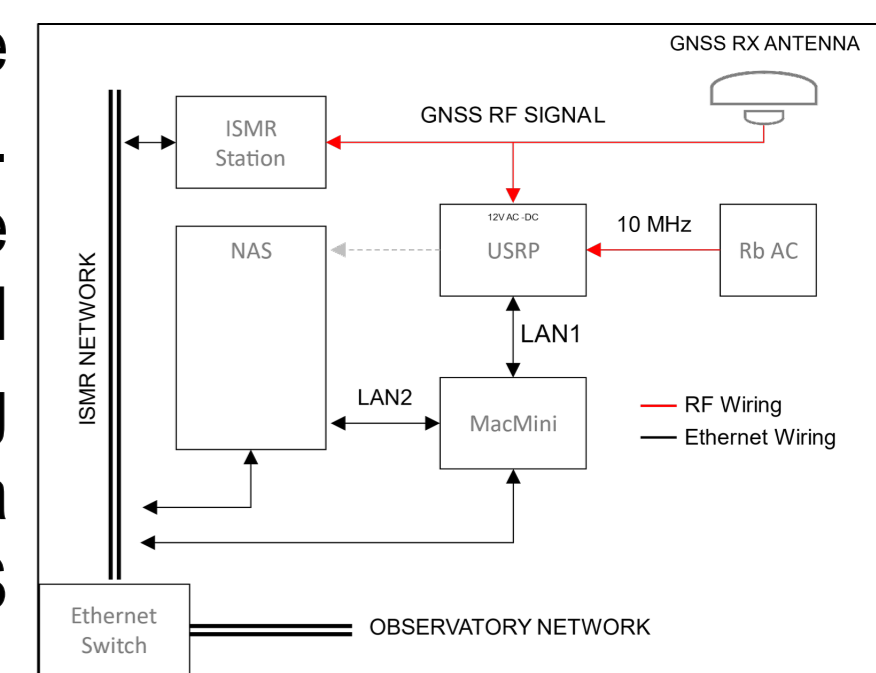 GNSS RX ANTENNA
GNSS RF SIGNAL
ISMR
Station
12V AC -DC
USRP
10 MHz
Rb AC
NAS
ISMR NETWORK
LAN1
LAN2
MacMini
RF Wiring
Ethernet Wiring
Ethernet
Switch
OBSERVATORY NETWORK